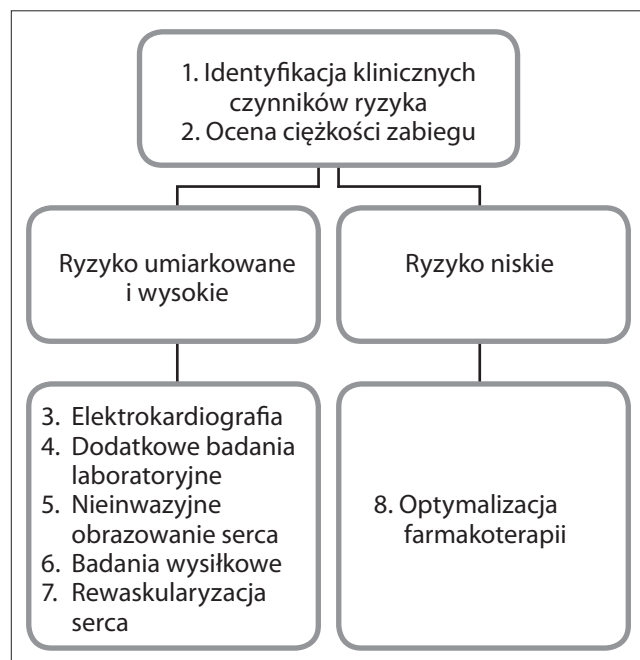 1. Identyfikacja klinicznych
czynników ryzyka
2. Ocena ciężkości zabiegu
Ryzyko umiarkowane
i wysokie
Ryzyko niskie
3. Elektrokardiografia
4. Dodatkowe badania
laboratoryjne
5. Nieinwazyjne
obrazowanie serca
6. Badania wysiłkowe
7. Rewaskularyzacja
serca
8. Optymalizacja
farmakoterapii